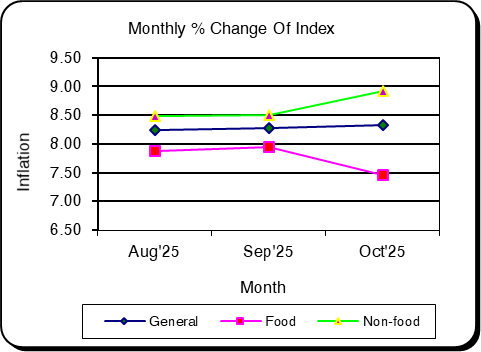 Monthly % Change Of Index
9.50
9.00
8.50
8.00
7.50
7.00
6.50
Inflation
Aug'25 Sep'25 Oct'25
Month
General Food Non-food